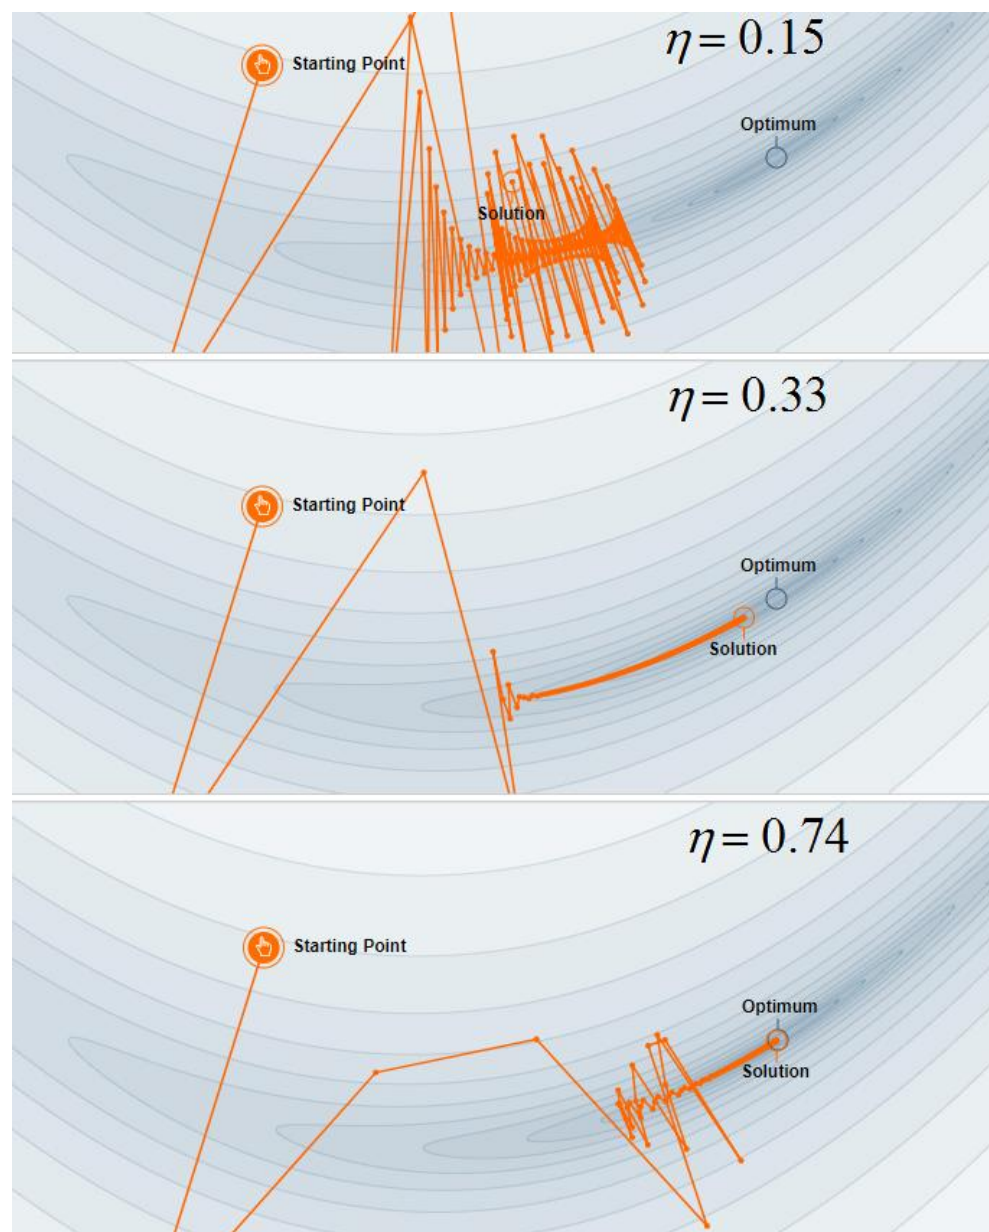 η = 0.15
Starting Point
Optimum
Solution
η = 0.33
Starting Point
Optimum
Solution
η = 0.74
Starting Point
Optimum
Solution